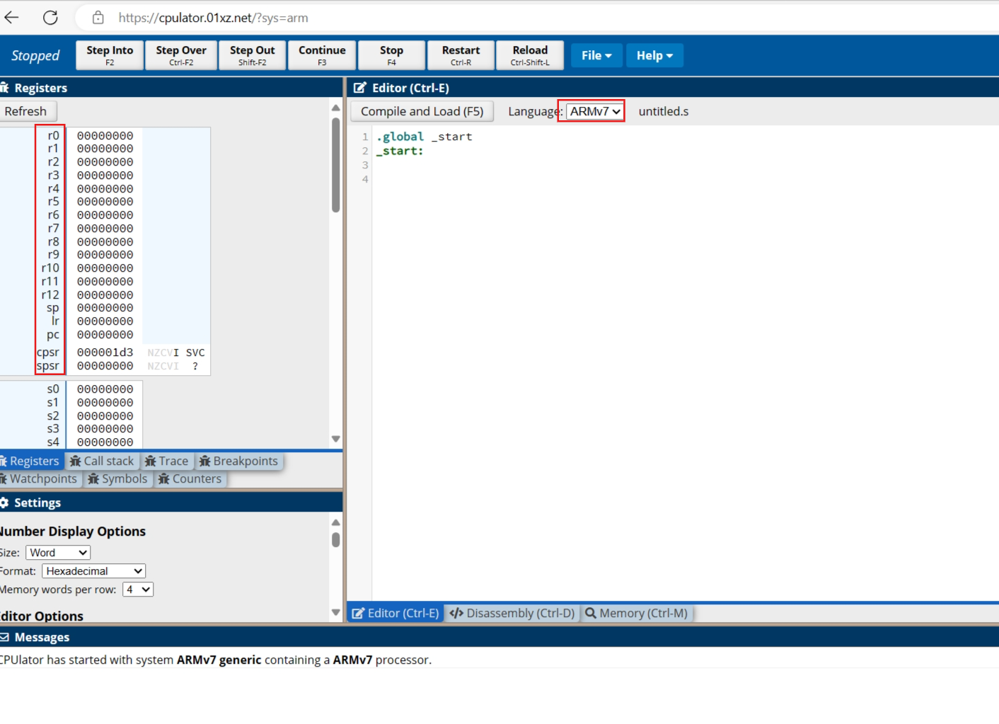 https://cpulator.01xz.net/?sys=arm
Stopped
Step Into
F2
Step Over
Ctrl-F2
Step Out
Shift-F2
Continue
F3
Stop
F4
Restart
Ctrl-R
Reload
Ctrl-Shift-L
File
Help
Registers
Refresh
r0 00000000
r1 00000000
r2 00000000
r3 00000000
r4 00000000
r5 00000000
r6 00000000
r7 00000000
r8 00000000
r9 00000000
r10 00000000
r11 00000000
r12 00000000
sp 00000000
lr 00000000
pc 00000000
cpsr 000001d3 NZCVI SVC
spsr 00000000 NZCVI ?
s0 00000000
s1 00000000
s2 00000000
s3 00000000
s4 00000000
Registers Call stack Trace Breakpoints
Watchpoints Symbols Counters
Settings
Number Display Options
Size: Word
Format: Hexadecimal
Memory words per row: 4
Editor Options
Editor (Ctrl-E)
Compile and Load (F5) Language: ARMv7 untitled.s
1 .global _start
2 _start:
3
4
Editor (Ctrl-E) Disassembly (Ctrl-D) Memory (Ctrl-M)
Messages
CPUlator has started with system ARMv7 generic containing a ARMv7 processor.